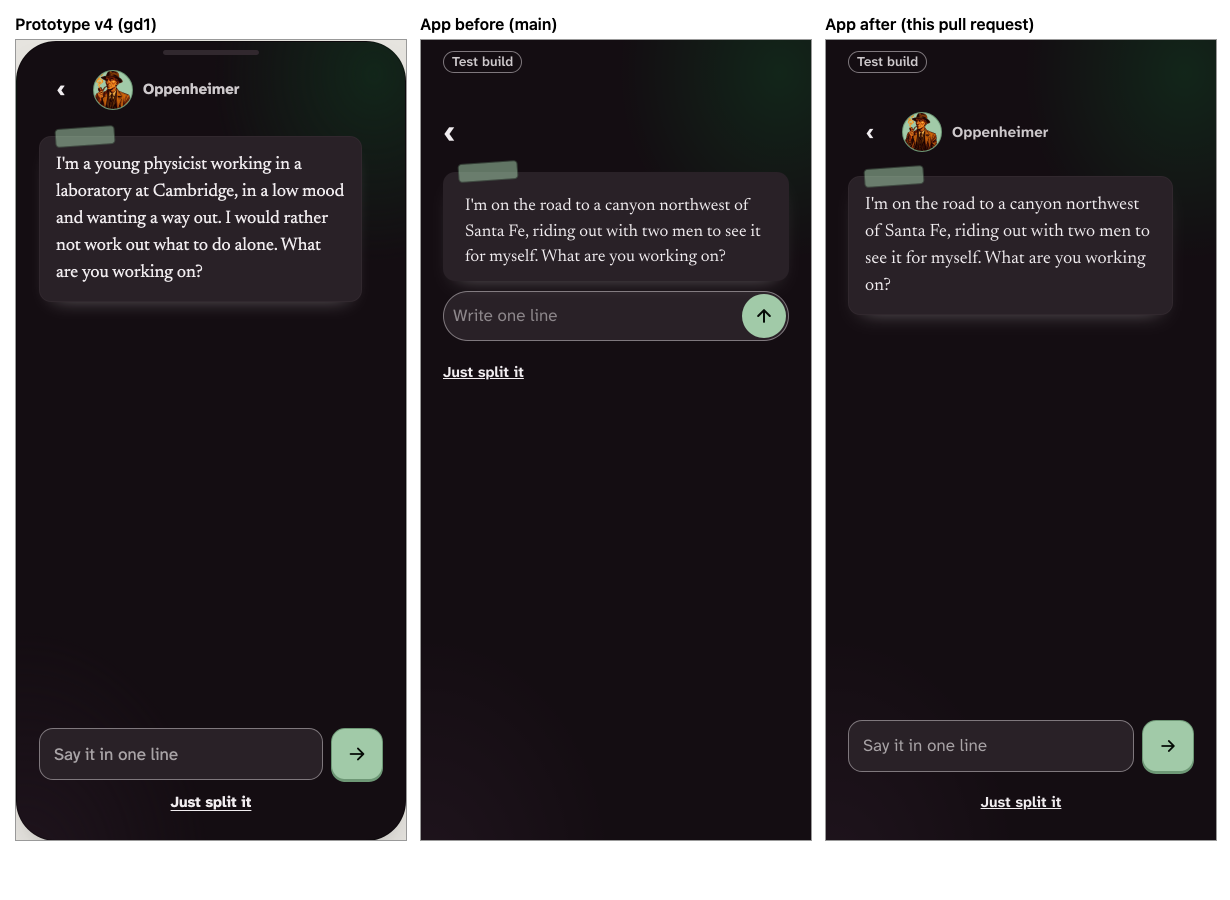 Prototype v4 (gd1)
‹
Oppenheimer
I'm a young physicist working in a
laboratory at Cambridge, in a low mood
and wanting a way out. I would rather
not work out what to do alone. What
are you working on?
Say it in one line
→
Just split it
App before (main)
Test build
‹
I'm on the road to a canyon northwest of
Santa Fe, riding out with two men to see it
for myself. What are you working on?
Write one line
↑
Just split it
App after (this pull request)
Test build
‹
Oppenheimer
I'm on the road to a canyon northwest
of Santa Fe, riding out with two men to
see it for myself. What are you working
on?
Say it in one line
→
Just split it